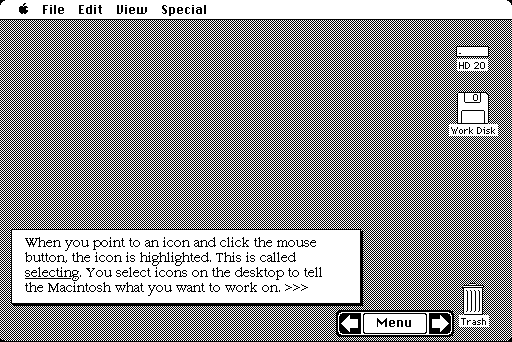 File Edit View Special
HD 20
Work Disk
When you point to an icon and click the mouse
button, the icon is highlighted. This is called
selecting. You select icons on the desktop to tell
the Macintosh what you want to work on. >>>
Trash
Menu